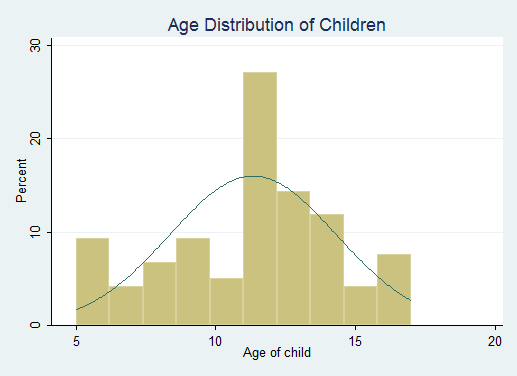 Age Distribution of Children
Percent
30
20
10
0
5 10 15 20
Age of child